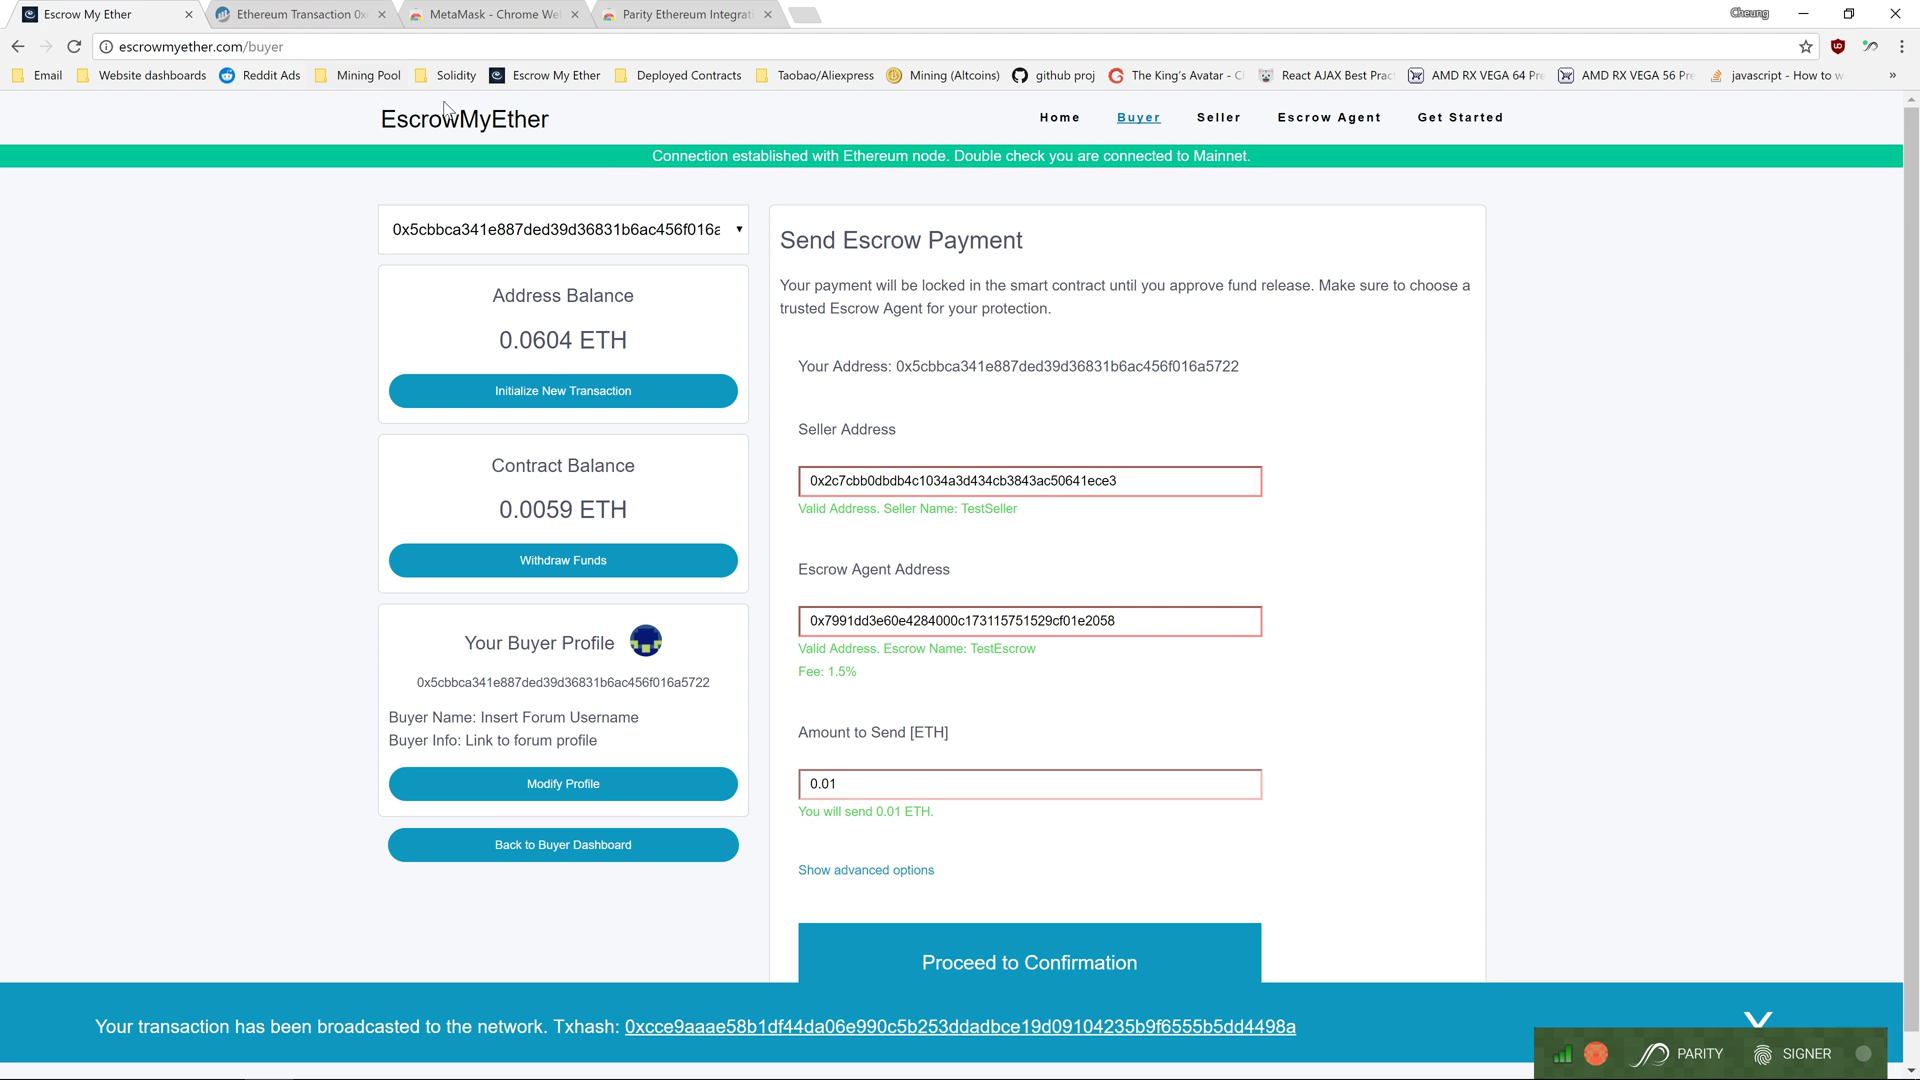 Escrow My Ether
Ethereum Transaction 0x
MetaMask - Chrome We
Parity Ethereum Integrati
Cheung
escrowmyether.com/buyer
Email
Website dashboards
Reddit Ads
Mining Pool
Solidity
Escrow My Ether
Deployed Contracts
Taobao/Aliexpress
Mining (Altcoins)
github proj
The King's Avatar - C
React AJAX Best Prac
AMD RX VEGA 64 Pre
AMD RX VEGA 56 Pre
javascript - How to w
»
EscrowMyEther
Home
Buyer
Seller
Escrow Agent
Get Started
Connection established with Ethereum node. Double check you are connected to Mainnet.
0x5cbbca341e887ded39d36831b6ac456f016a
Address Balance
0.0604 ETH
Initialize New Transaction
Contract Balance
0.0059 ETH
Withdraw Funds
Your Buyer Profile
0x5cbbca341e887ded39d36831b6ac456f016a5722
Buyer Name: Insert Forum Username
Buyer Info: Link to forum profile
Modify Profile
Back to Buyer Dashboard
Send Escrow Payment
Your payment will be locked in the smart contract until you approve fund release. Make sure to choose a
trusted Escrow Agent for your protection.
Your Address: 0x5cbbca341e887ded39d36831b6ac456f016a5722
Seller Address
0x2c7cbb0dbdb4c1034a3d434cb3843ac50641ece3
Valid Address. Seller Name: TestSeller
Escrow Agent Address
0x7991dd3e60e4284000c173115751529cf01e2058
Valid Address. Escrow Name: TestEscrow
Fee: 1.5%
Amount to Send [ETH]
0.01
You will send 0.01 ETH.
Show advanced options
Proceed to Confirmation
Your transaction has been broadcasted to the network. Txhash: 0xcce9aaae58b1df44da06e990c5b253ddadbce19d09104235b9f6555b5dd4498a
PARITY
SIGNER